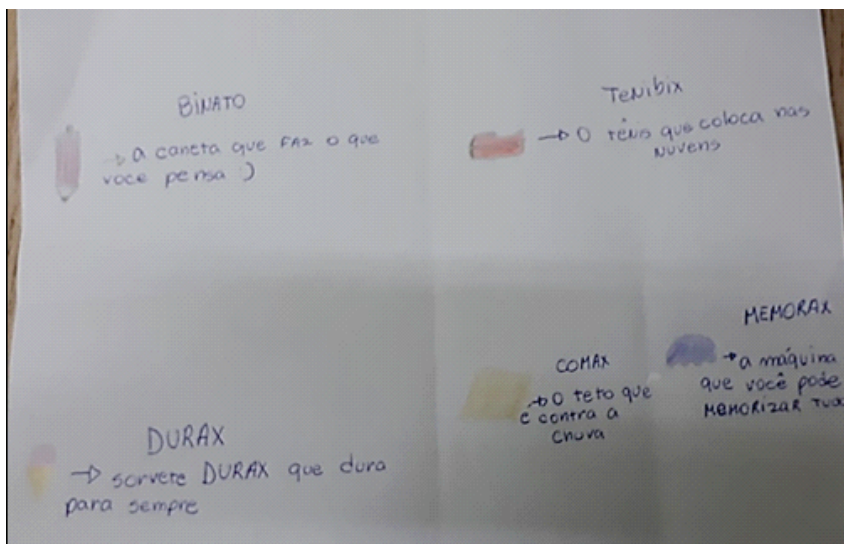 BINATO
→ a caneta que FAZ o que
voce pensa )
Tenibix
→ O tênis que coloca nas
nuvens
MEMORAX
→ a máquina
que você pode
MEMORIZAR
COMAX
→ O teto que
e contra a
chuva
DURAX
→ sorvete DURAX que dura
para sempre